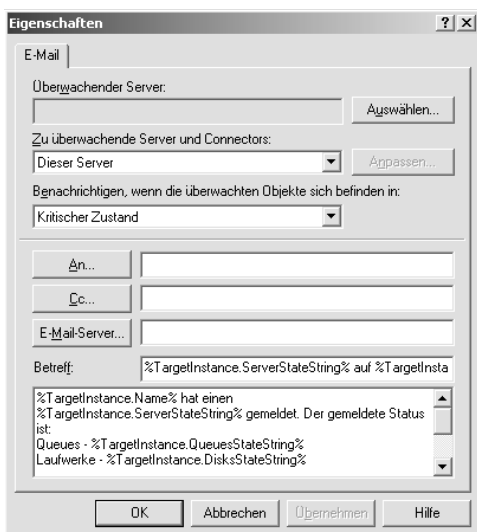 Eigenschaften
E-Mail
Überwachender Server:
Auswählen...
Zu überwachende Server und Connectors:
Dieser Server
Anpassen...
Benachrichtigen, wenn die überwachten Objekte sich befinden in:
Kritischer Zustand
An...
Cc...
E-Mail-Server...
Betreff:
%TargetInstance.ServerStateString% auf %TargetInsta
%TargetInstance.Name% hat einen
%TargetInstance.ServerStateString% gemeldet. Der gemeldete Status
ist:
Queues - %TargetInstance.QueuesStateString%
Laufwerke - %TargetInstance.DisksStateString%
OK
Abbrechen
Übernehmen
Hilfe